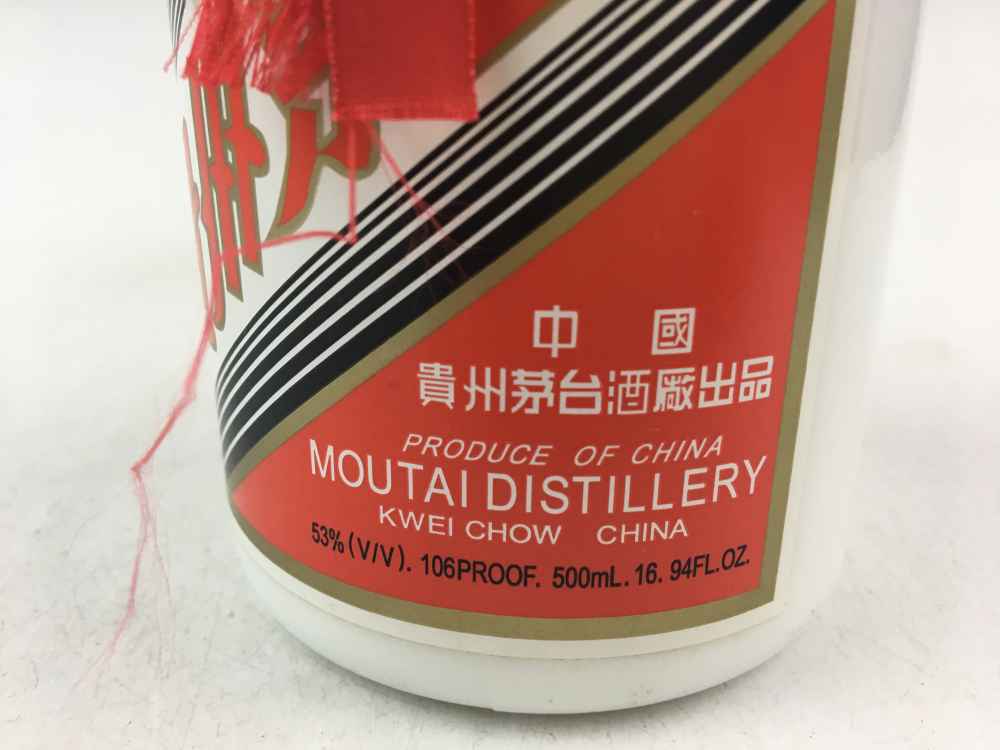 州
中國
貴州茅台酒廠出品
PRODUCE OF CHINA
MOUTAI DISTILLERY
KWEI CHOW CHINA
53% (V/V). 106PROOF. 500mL. 16. 94FL.OZ.